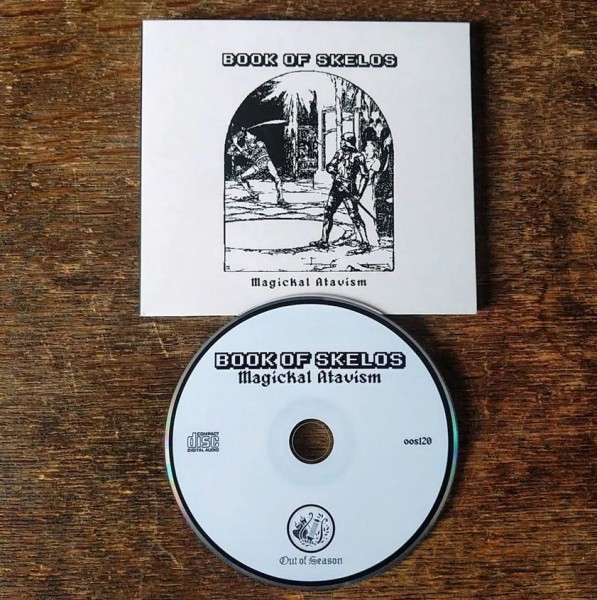 BOOK OF SKELOS
Magickal Atavism
BOOK OF SKELOS
Magickal Atavism
COMPACT
disc
DIGITAL AUDIO
oos120
Out of Season